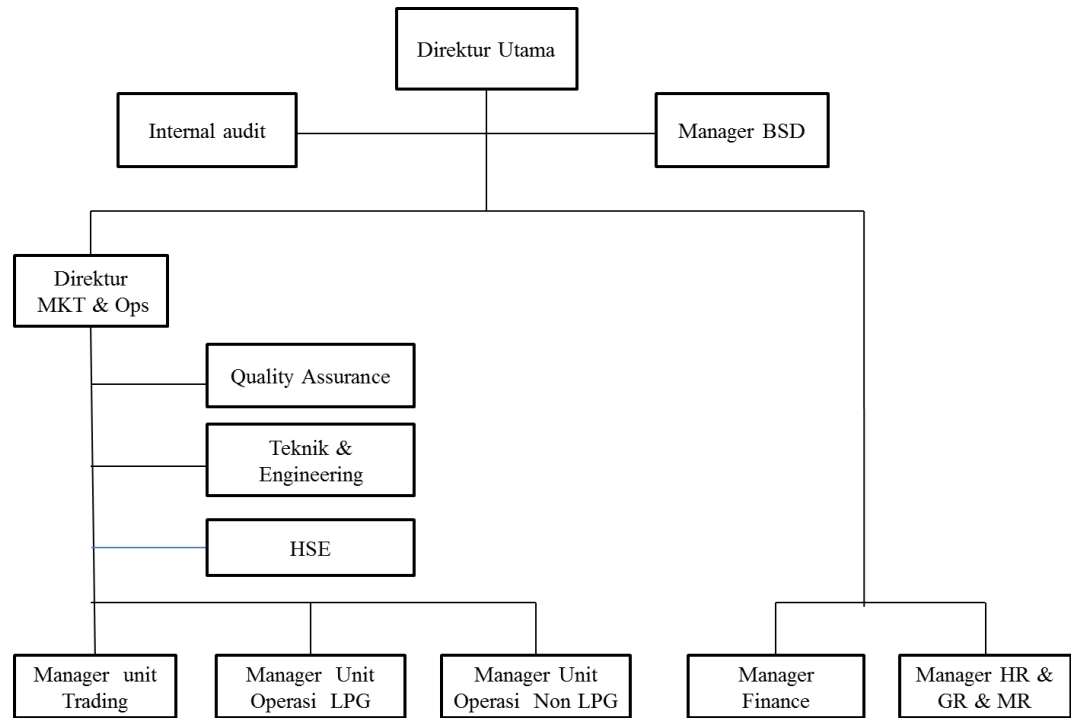 Direktur Utama
Internal audit
Manager BSD
Direktur
MKT & Ops
Quality Assurance
Teknik &
Engineering
HSE
Manager unit
Trading
Manager Unit
Operasi LPG
Manager Unit
Operasi Non LPG
Manager
Finance
Manager HR &
GR & MR